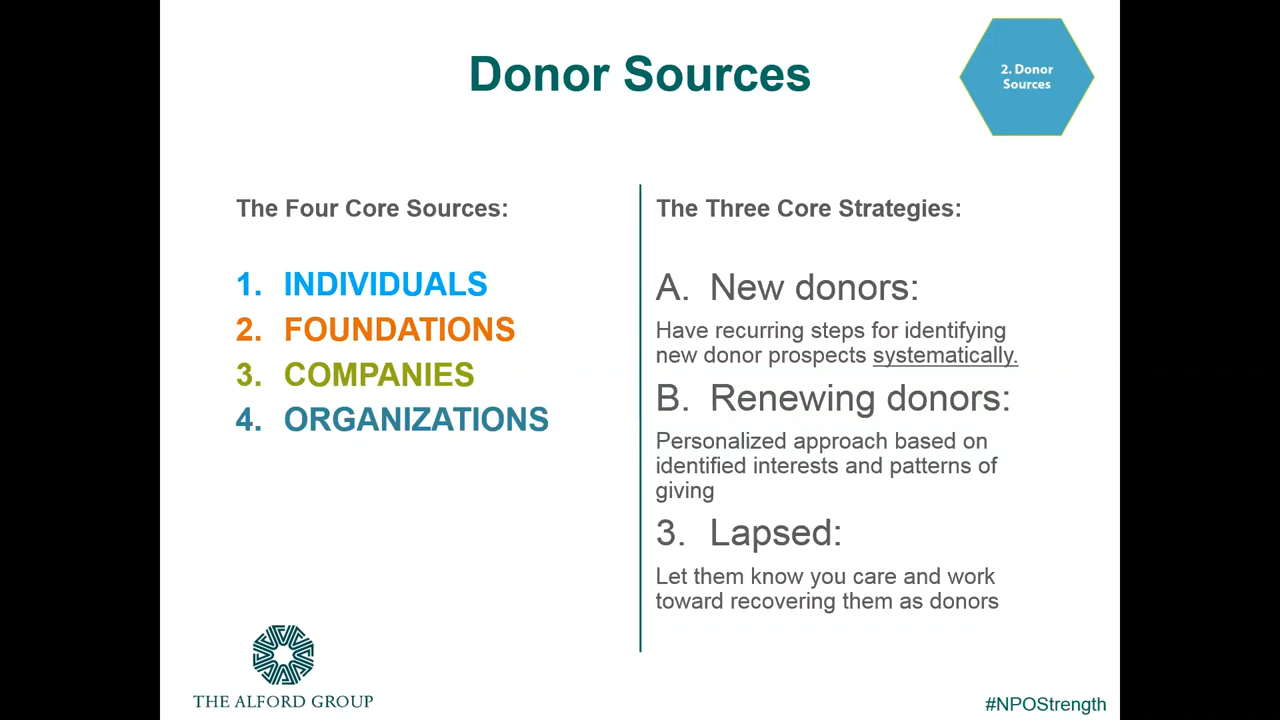 Donor Sources
2. Donor
Sources
The Four Core Sources:
1. INDIVIDUALS
2. FOUNDATIONS
3. COMPANIES
4. ORGANIZATIONS
The Three Core Strategies:
A. New donors:
Have recurring steps for identifying
new donor prospects systematically.
B. Renewing donors:
Personalized approach based on
identified interests and patterns of
giving
3. Lapsed:
Let them know you care and work
toward recovering them as donors
THE ALFORD GROUP
#NPOStrength